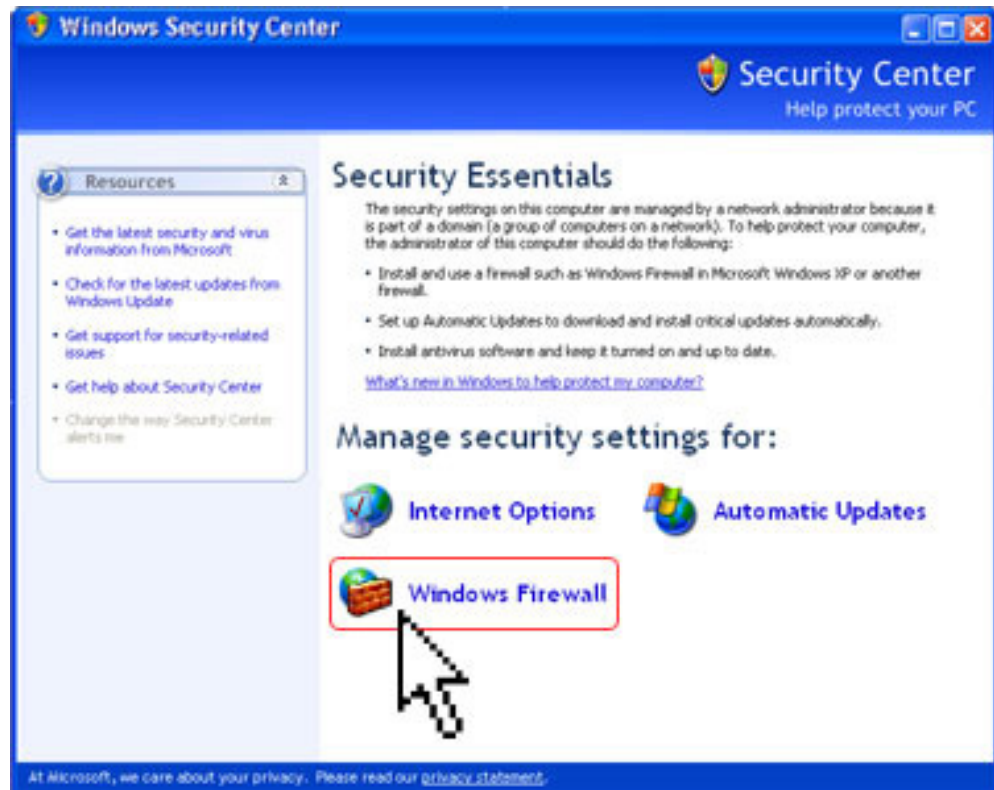 Windows Security Center
Security Center
Help protect your PC
Resources
Get the latest security and virus
information from Microsoft
Check for the latest updates from
Windows Update
Get support for security-related
issues
Get help about Security Center
Change the way Security Center
alerts me
Security Essentials
The security settings on this computer are managed by a network administrator because it
is part of a domain (a group of computers on a network). To help protect your computer,
the administrator of this computer should do the following:
• Install and use a firewall such as Windows Firewall in Microsoft Windows XP or another
firewall.
• Set up Automatic Updates to download and install critical updates automatically.
• Install antivirus software and keep it turned on and up to date.
What's new in Windows to help protect my computer?
Manage security settings for:
Internet Options
Automatic Updates
Windows Firewall
At Microsoft, we care about your privacy. Please read our privacy statement.